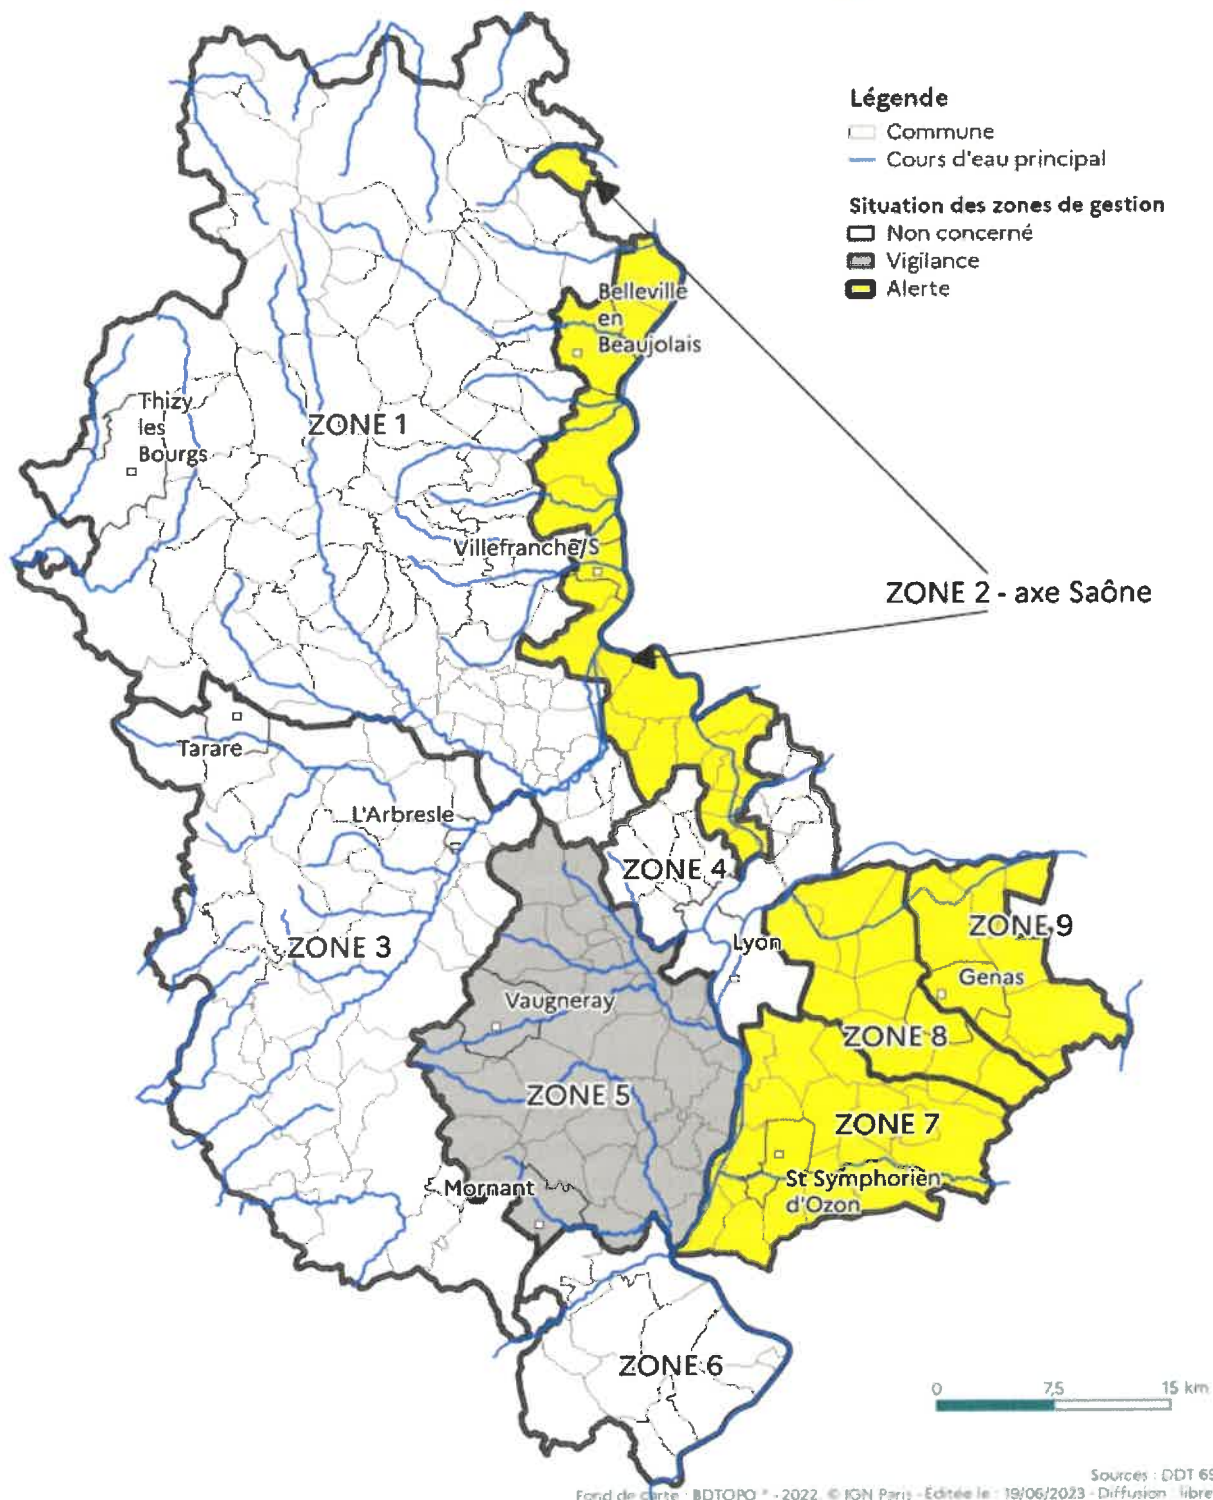 Légende
Commune
Cours d'eau principal
Situation des zones de gestion
Non concerné
Vigilance
Alerte
Belleville
en
Beaujolais
Thizy
les
Bourgs
ZONE 1
Villefranche/S
ZONE 2 - axe Saône
Tarare
L'Arbresle
ZONE 4
ZONE 3
Lyon
ZONE 9
Genas
Vaugneray
ZONE 8
ZONE 5
ZONE 7
Mornant
St Symphorien
d'Ozon
ZONE 6
0 7,5 15 km
Sources : DDT 69
Fond de carte : BDTOPO ® - 2022, © IGN Paris - Éditée le : 19/06/2023 - Diffusion : libre